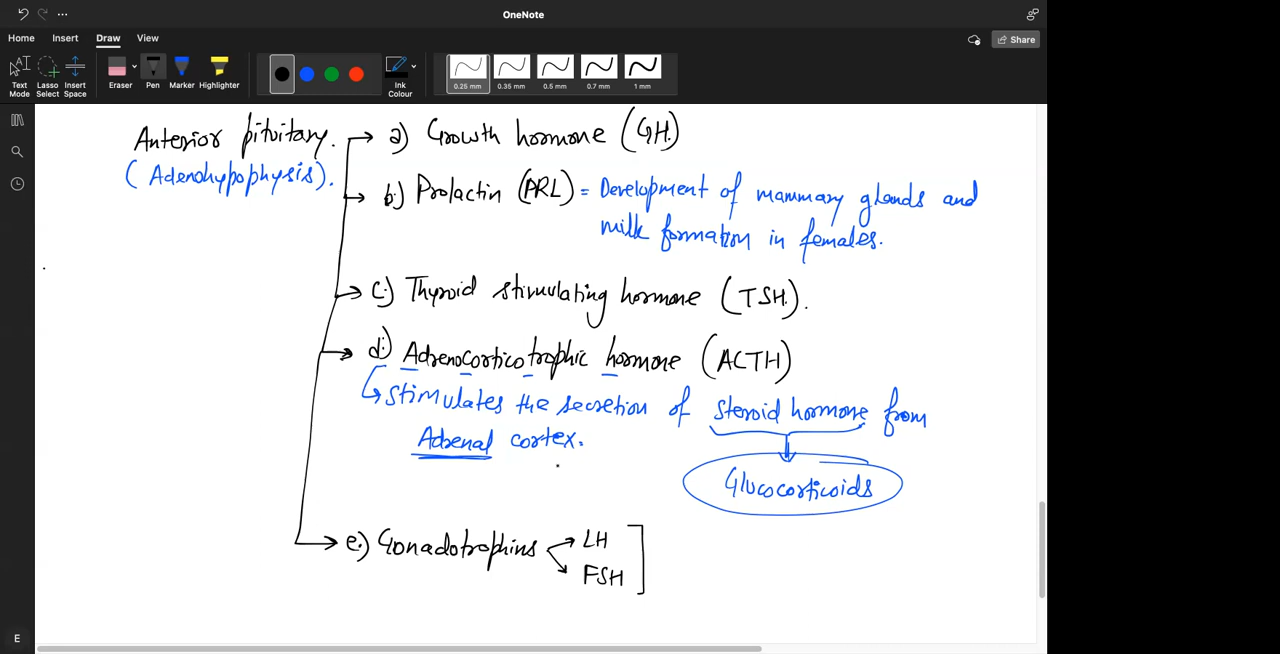 OneNote
Home Insert Draw View
Share
Text Mode
Lasso Select
Insert Space
Eraser
Pen
Marker
Highlighter
Ink Colour
0.25 mm
0.35 mm
0.5 mm
0.7 mm
1 mm
Anterior pituitary. a) Growth hormone (GH)
(Adenohypophysis).
b.) Prolactin (PRL) = Development of mammary glands and
milk formation in females.
c.) Thyroid stimulating hormone (TSH.).
d.) Adrenocorticotrophic hormone (ACTH)
Stimulates the secretion of steroid hormone from
Adrenal cortex.
Glucocorticoids
e.) Gonadotrophins LH
FSH
E